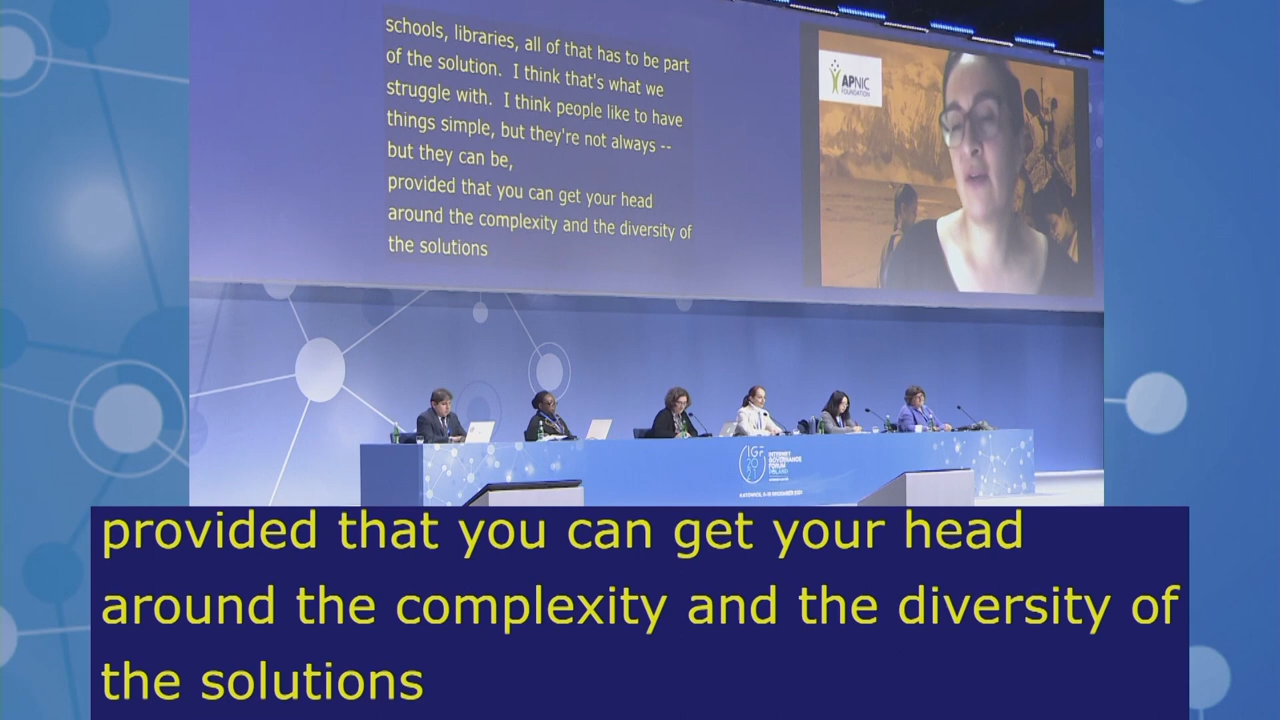 schools, libraries, all of that has to be part
of the solution.  I think that's what we
struggle with.  I think people like to have
things simple, but they're not always --
but they can be,
provided that you can get your head
around the complexity and the diversity of
the solutions
APNIC
FOUNDATION
IGF
20
21
INTERNET
GOVERNANCE
FORUM
POLAND
provided that you can get your head
around the complexity and the diversity of
the solutions